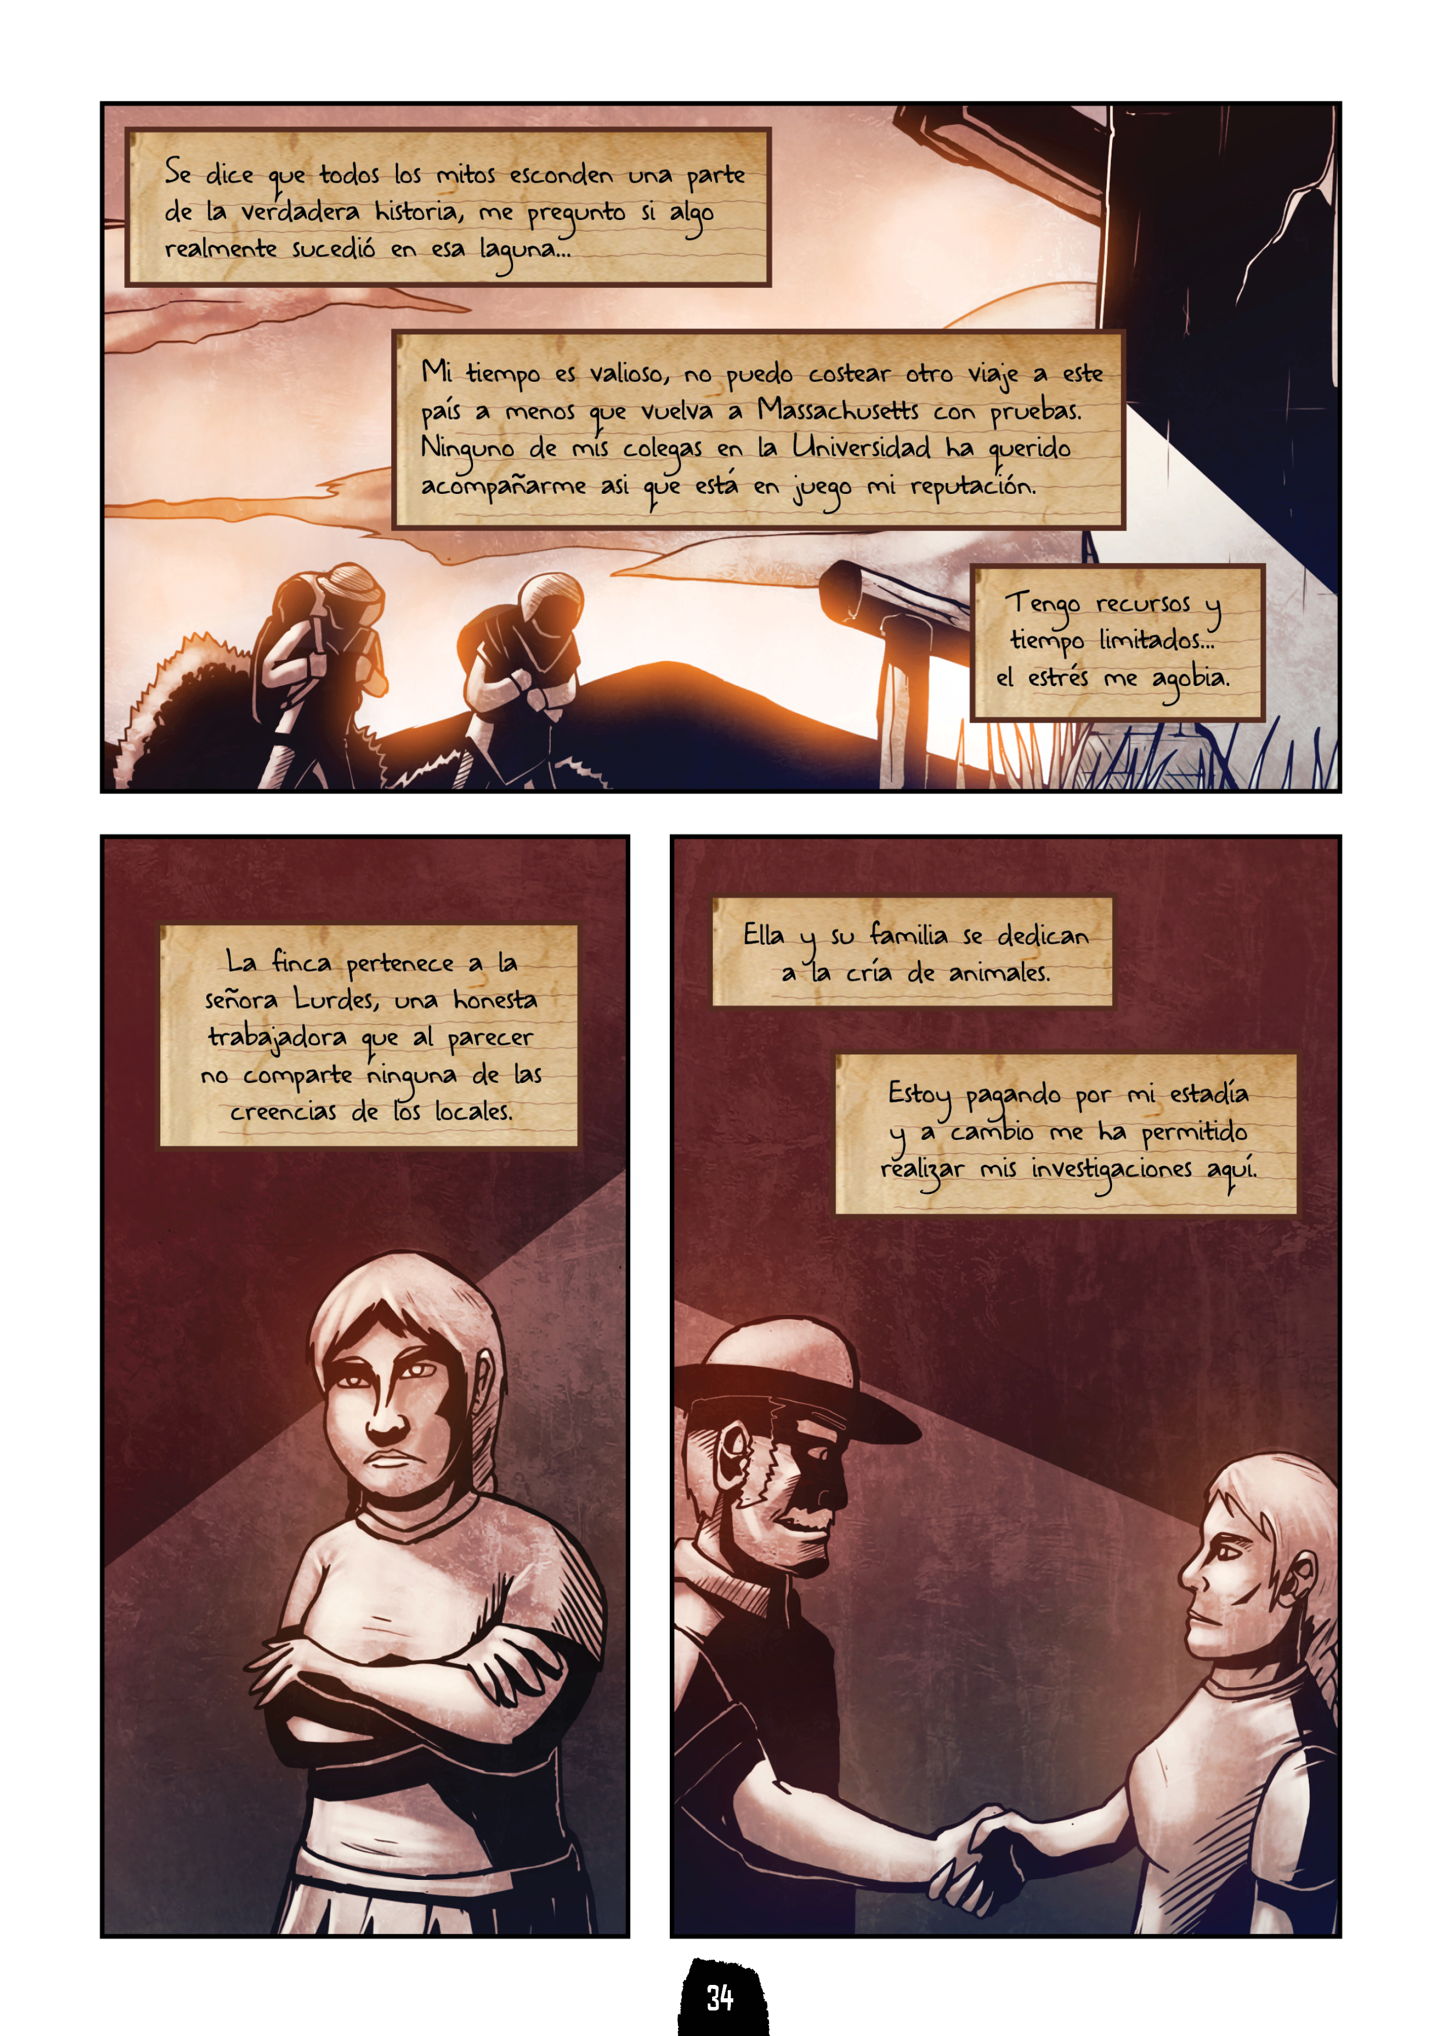 Se dice que todos los mitos esconden una parte
de la verdadera historia, me pregunto si algo
realmente sucedió en esa laguna...
Mi tiempo es valioso, no puedo costear otro viaje a este
país a menos que vuelva a Massachusetts con pruebas.
Ninguno de mis colegas en la Universidad ha querido
acompañarme asi que está en juego mi reputación.
Tengo recursos y
tiempo limitados...
el estrés me agobia.
La finca pertenece a la
señora Lurdes, una honesta
trabajadora que al parecer
no comparte ninguna de las
creencias de los locales.
Ella y su familia se dedican
a la cría de animales.
Estoy pagando por mi estadía
y a cambio me ha permitido
realizar mis investigaciones aquí.
34